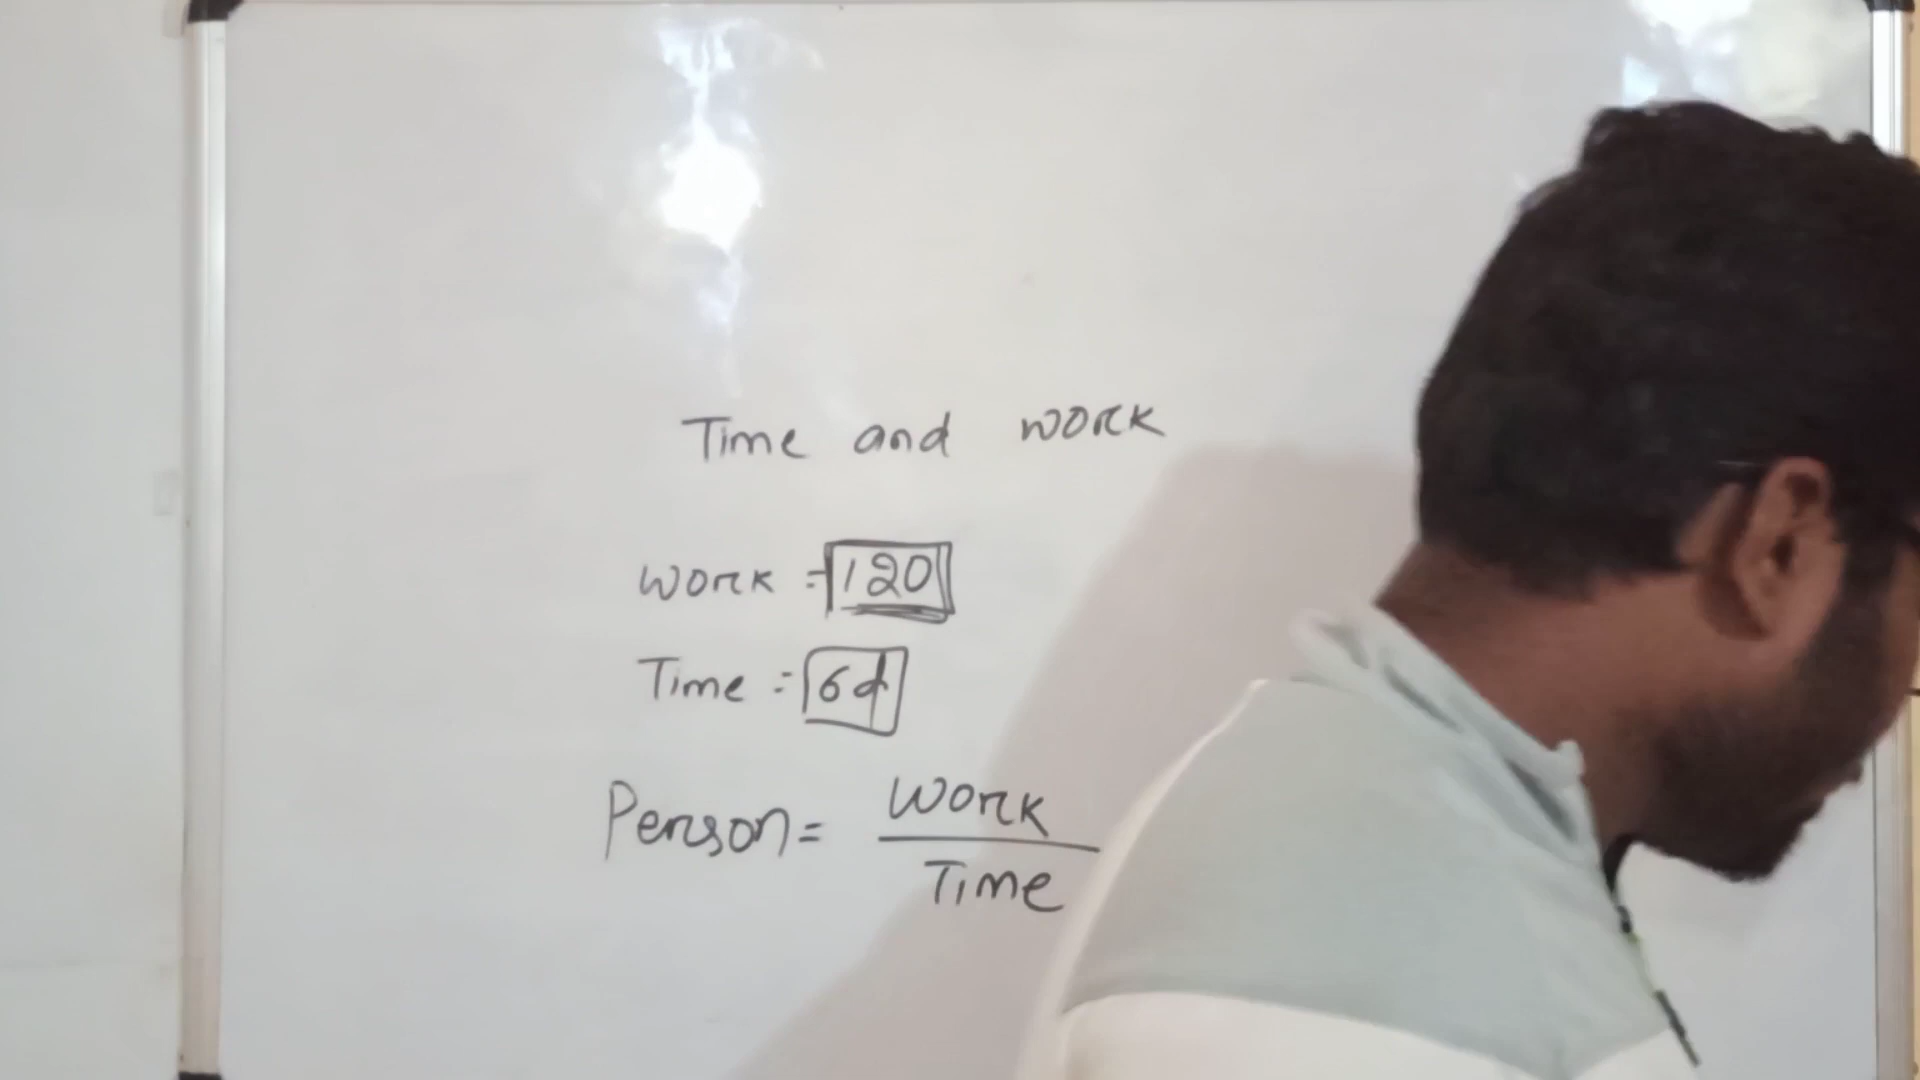 Time and work
work = 120
Time = 6d
Person = work
Time